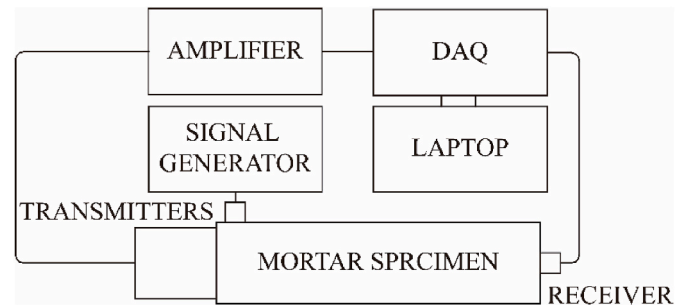 AMPLIFIER
DAQ
SIGNAL
GENERATOR
LAPTOP
TRANSMITTERS
MORTAR SPRCIMEN
RECEIVER